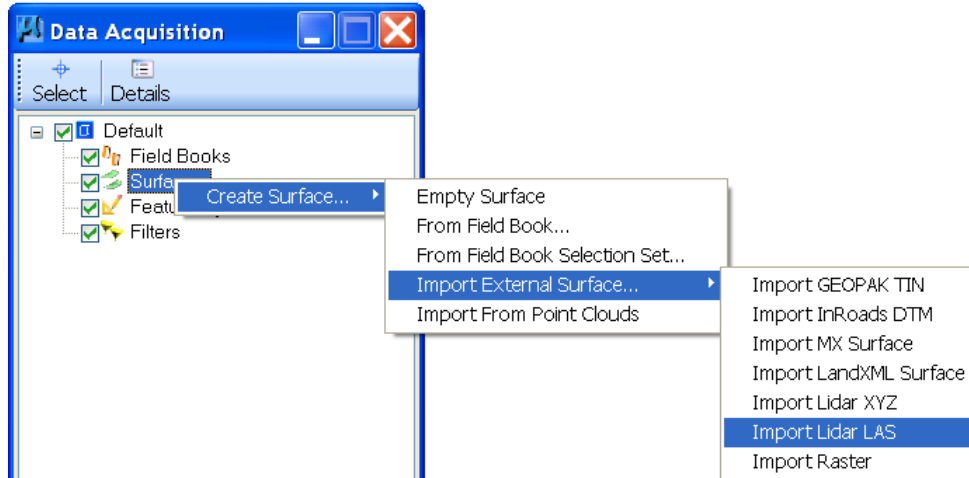 Data Acquisition
Select Details
Default
Field Books
Surfa
Create Surface...
Featu
Filters
Empty Surface
From Field Book...
From Field Book Selection Set...
Import External Surface...
Import From Point Clouds
Import GEOPAK TIN
Import InRoads DTM
Import MX Surface
Import LandXML Surface
Import Lidar XYZ
Import Lidar LAS
Import Raster